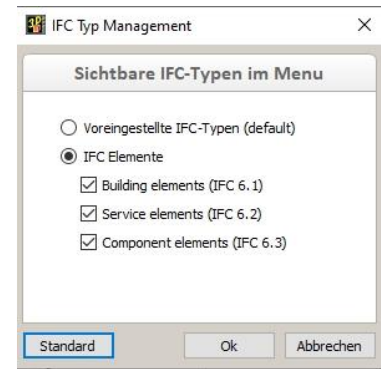 IFC Typ Management
Sichtbare IFC-Typen im Menu
Voreingestellte IFC-Typen (default)
IFC Elemente
Building elements (IFC 6.1)
Service elements (IFC 6.2)
Component elements (IFC 6.3)
Standard Ok Abbrechen